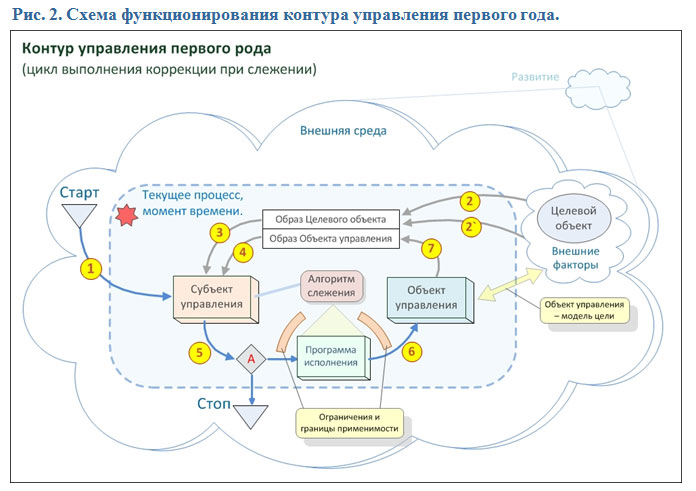 Рис. 2. Схема функционирования контура управления первого года.
Контур управления первого рода
(цикл выполнения коррекции при слежении)
Развитие
Внешняя среда
Старт
Текущее процесс,
момент времени.
Образ Целевого объекта
Образ Объекта управления
2
2'
3
4
7
Целевой
объект
Внешние
факторы
1
Субъект
управления
Алгоритм
слежения
Объект
управления
Объект управления
– модель цели
5
А
Программа
исполнения
6
Стоп
Ограничения и
границы применимости